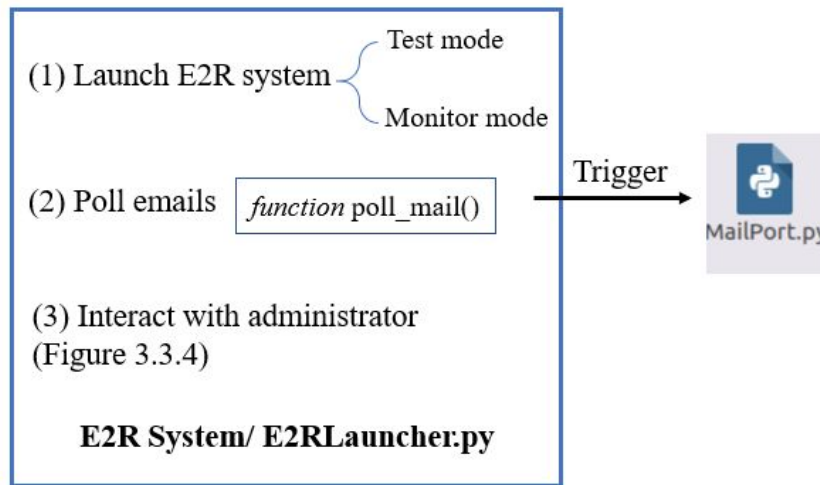 Test mode
(1) Launch E2R system
Monitor mode
Trigger
(2) Poll emails function poll_mail()
MailPort.py
(3) Interact with administrator
(Figure 3.3.4)
E2R System/ E2RLauncher.py